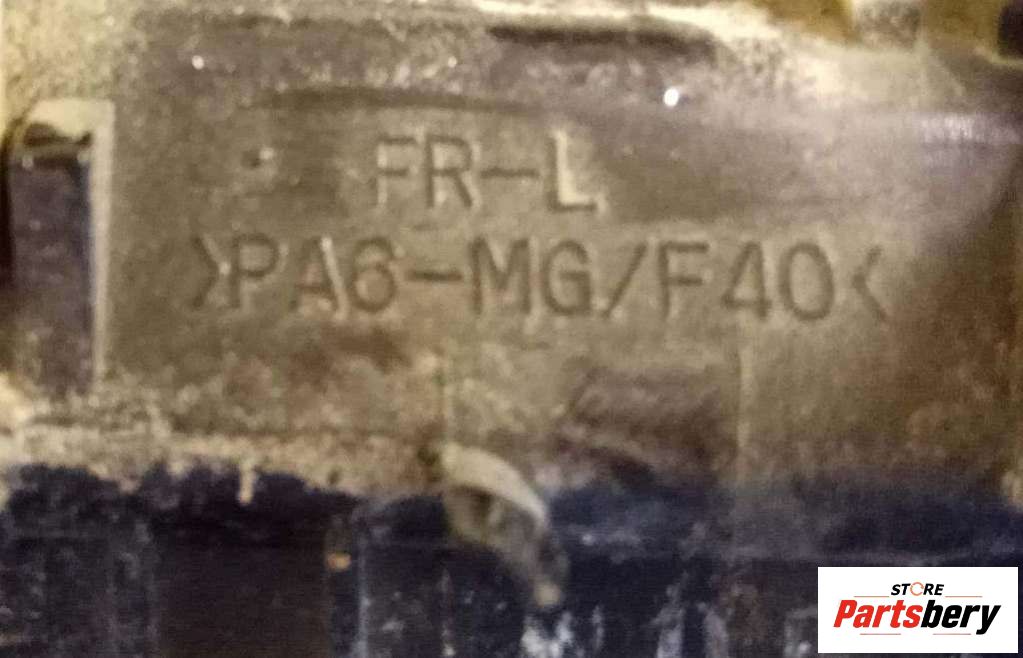 FR-L
>PA6-MG/F40<
STORE
Partsbery